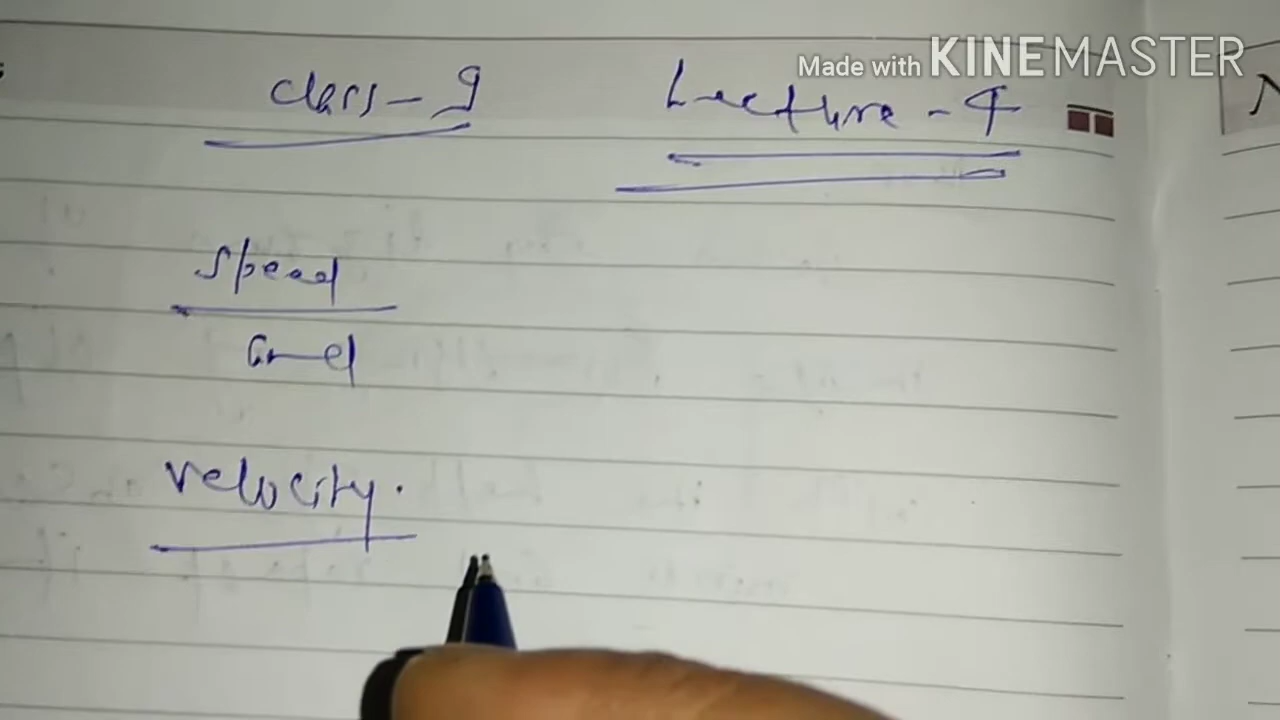 Made with KINEMASTER
Class - 9 Lecture - 4
Speed
and
velocity.